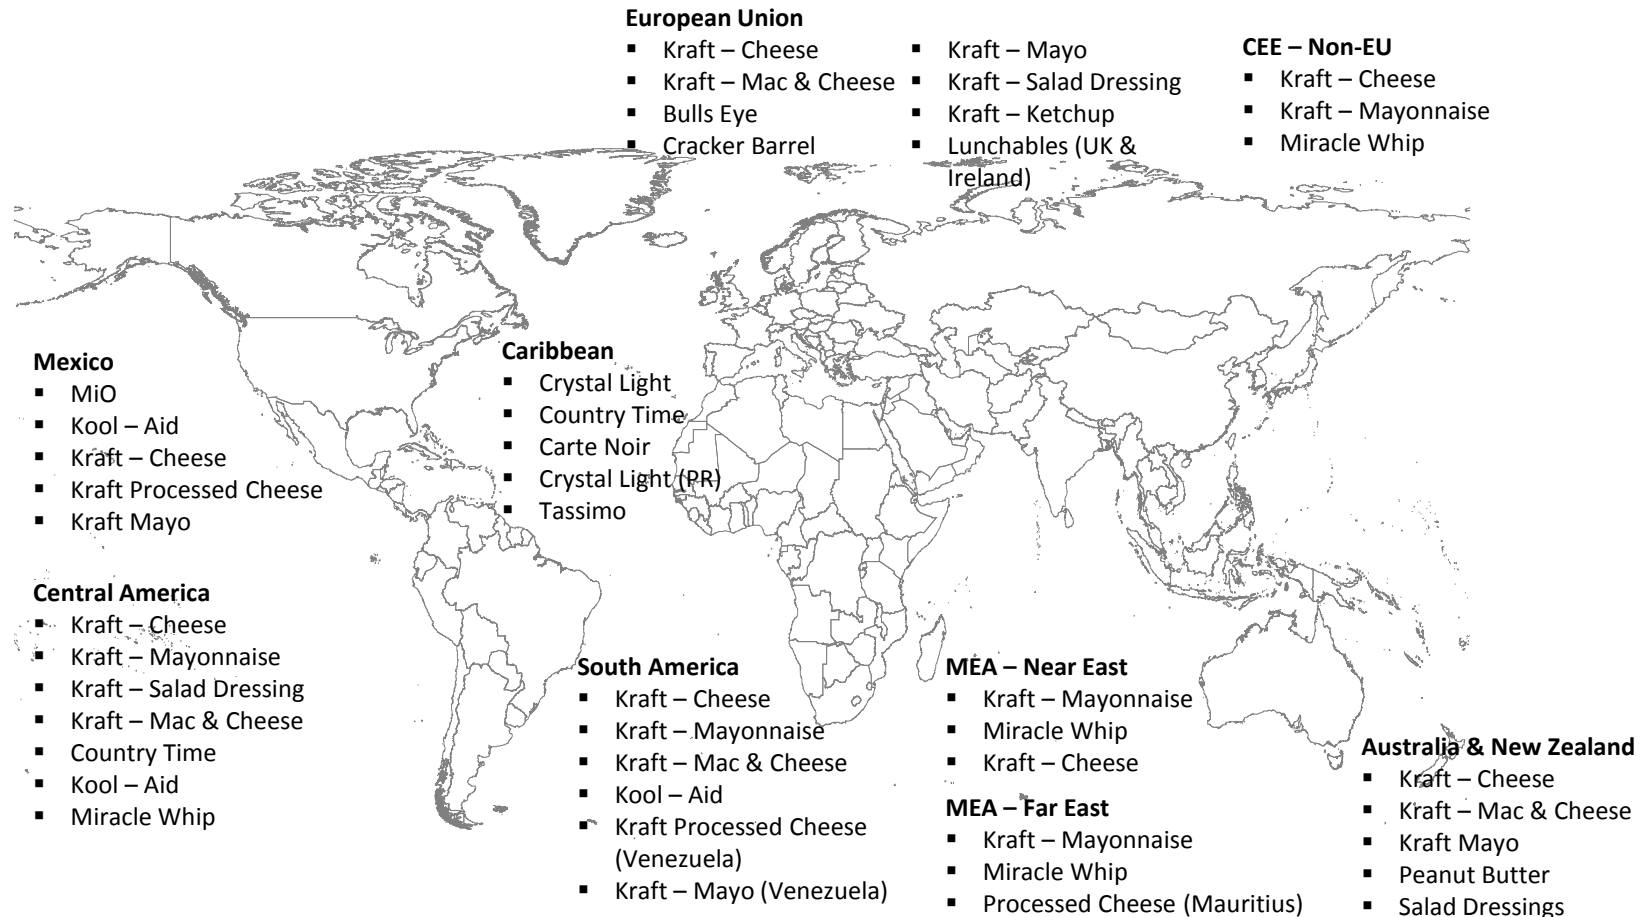 European Union
▪ Kraft – Cheese
▪ Kraft – Mac & Cheese
▪ Bulls Eye
▪ Cracker Barrel
▪ Kraft – Mayo
▪ Kraft – Salad Dressing
▪ Kraft – Ketchup
▪ Lunchables (UK &
Ireland)
CEE – Non-EU
▪ Kraft – Cheese
▪ Kraft – Mayonnaise
▪ Miracle Whip
Mexico
▪ MiO
▪ Kool – Aid
▪ Kraft – Cheese
▪ Kraft Processed Cheese
▪ Kraft Mayo
Caribbean
▪ Crystal Light
▪ Country Time
▪ Carte Noir
▪ Crystal Light (PR)
▪ Tassimo
Central America
▪ Kraft – Cheese
▪ Kraft – Mayonnaise
▪ Kraft – Salad Dressing
▪ Kraft – Mac & Cheese
▪ Country Time
▪ Kool – Aid
▪ Miracle Whip
South America
▪ Kraft – Cheese
▪ Kraft – Mayonnaise
▪ Kraft – Mac & Cheese
▪ Kool – Aid
▪ Kraft Processed Cheese
(Venezuela)
▪ Kraft – Mayo (Venezuela)
MEA – Near East
▪ Kraft – Mayonnaise
▪ Miracle Whip
▪ Kraft – Cheese
MEA – Far East
▪ Kraft – Mayonnaise
▪ Miracle Whip
▪ Processed Cheese (Mauritius)
Australia & New Zealand
▪ Kraft – Cheese
▪ Kraft – Mac & Cheese
▪ Kraft Mayo
▪ Peanut Butter
▪ Salad Dressings